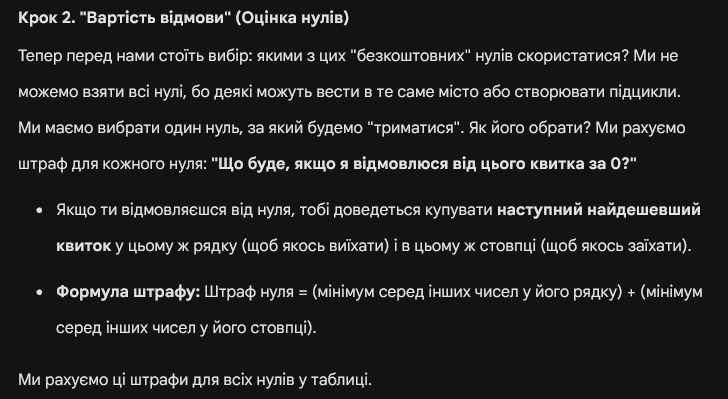 Крок 2. "Вартість відмови" (Оцінка нулів)
Тепер перед нами стоїть вибір: якими з цих "безкоштовних" нулів скористатися? Ми не
можемо взяти всі нулі, бо деякі можуть вести в те саме місто або створювати підцикли.
Ми маємо вибрати один нуль, за який будемо "триматися". Як його обрати? Ми рахуємо
штраф для кожного нуля: "Що буде, якщо я відмовлюся від цього квитка за 0?"
• Якщо ти відмовляєшся від нуля, тобі доведеться купувати наступний найдешевший
квиток у цьому ж рядку (щоб якось виїхати) і в цьому ж стовпці (щоб якось заїхати).
• Формула штрафу: Штраф нуля = (мінімум серед інших чисел у його рядку) + (мінімум
серед інших чисел у його стовпці).
Ми рахуємо ці штрафи для всіх нулів у таблиці.